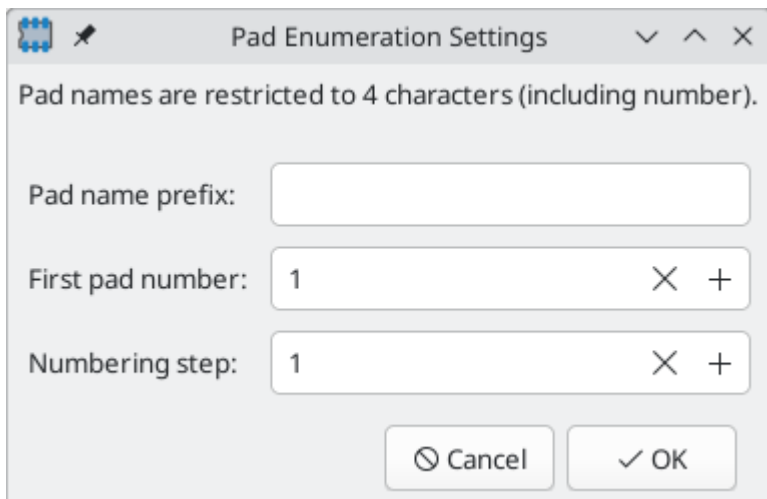 Pad Enumeration Settings
Pad names are restricted to 4 characters (including number).
Pad name prefix:
First pad number: 1
Numbering step: 1
Cancel OK